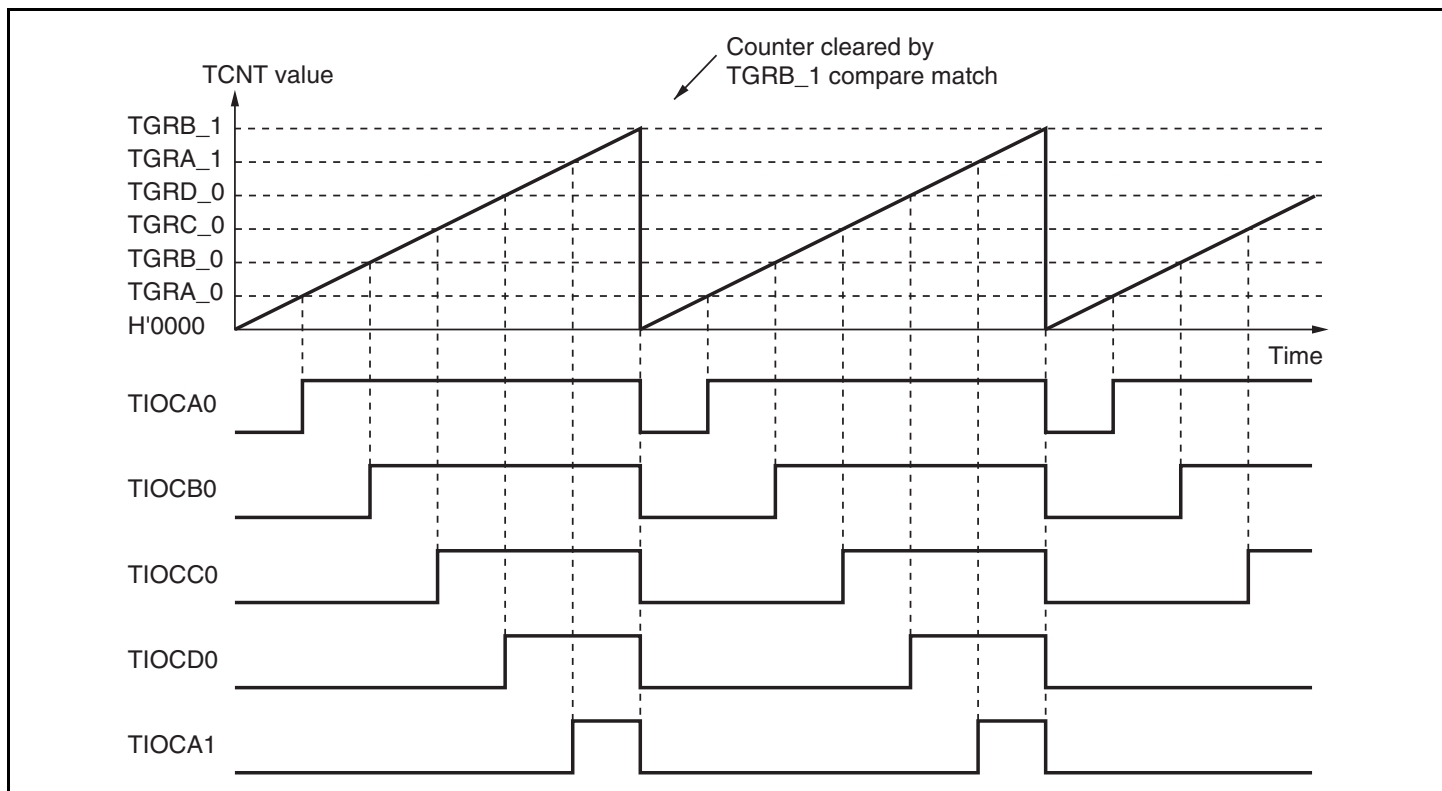 Counter cleared by
TGRB_1 compare match
TCNT value
TGRB_1
TGRA_1
TGRD_0
TGRC_0
TGRB_0
TGRA_0
H'0000
Time
TIOCA0
TIOCB0
TIOCC0
TIOCD0
TIOCA1